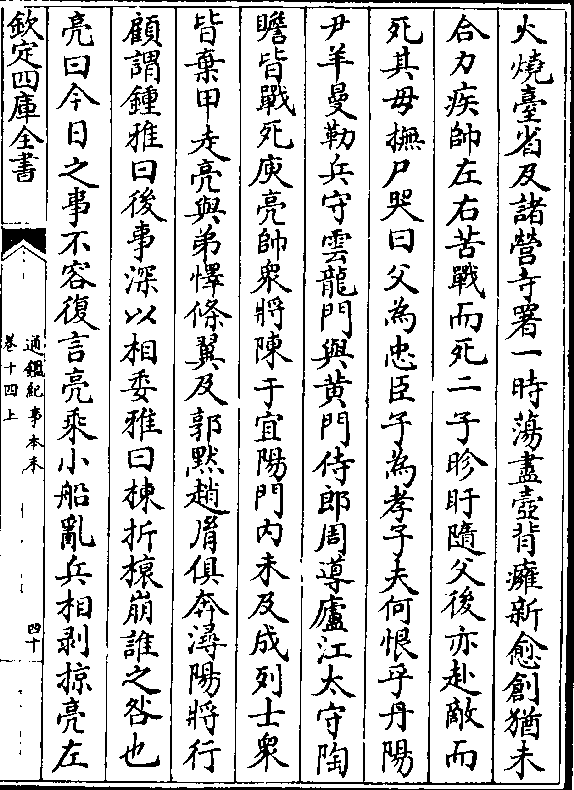 火燒臺省及諸營寺署一時蕩盡壼背癰新愈創猶未
合力疾帥左右苦戰而死二子眕盱隨父後亦赴敵而
死其母撫尸哭曰父為忠臣子為孝子夫何恨乎丹陽
尹羊曼勒兵守雲龍門與黄門侍郎周導廬江太守陶
瞻皆戰死庾亮帥衆將陳于宜陽門内未及成列士衆
皆棄甲走亮與弟懌條翼及郭黙趙胤俱奔潯陽將行
顧謂鍾雅曰後事深以相委雅曰棟折榱崩誰之咎也
亮曰今日之事不容復言亮乘小船亂兵相剥掠亮左
欽定四庫全書
通鑑紀事本末
卷十四上
四十